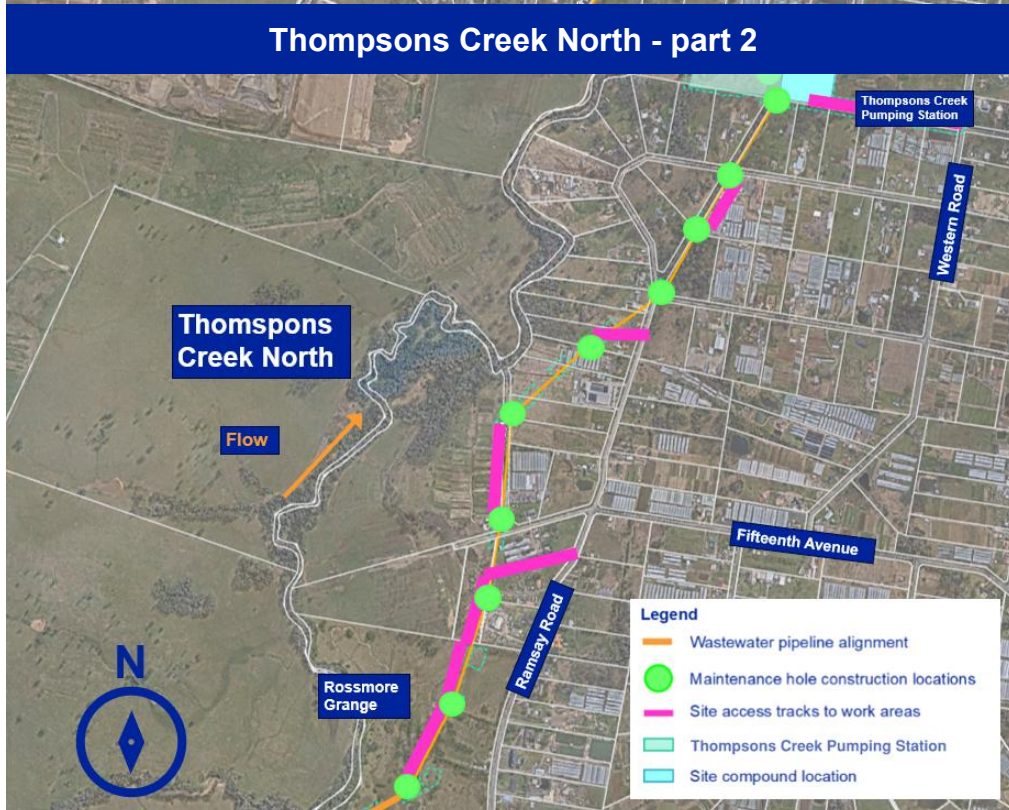 Thompsons Creek North - part 2
Thompsons Creek
Pumping Station
Western Road
Thomspons
Creek North
Flow
Fifteenth Avenue
Ramsay Road
Rossmore
Grange
N
Legend
Wastewater pipeline alignment
Maintenance hole construction locations
Site access tracks to work areas
Thompsons Creek Pumping Station
Site compound location